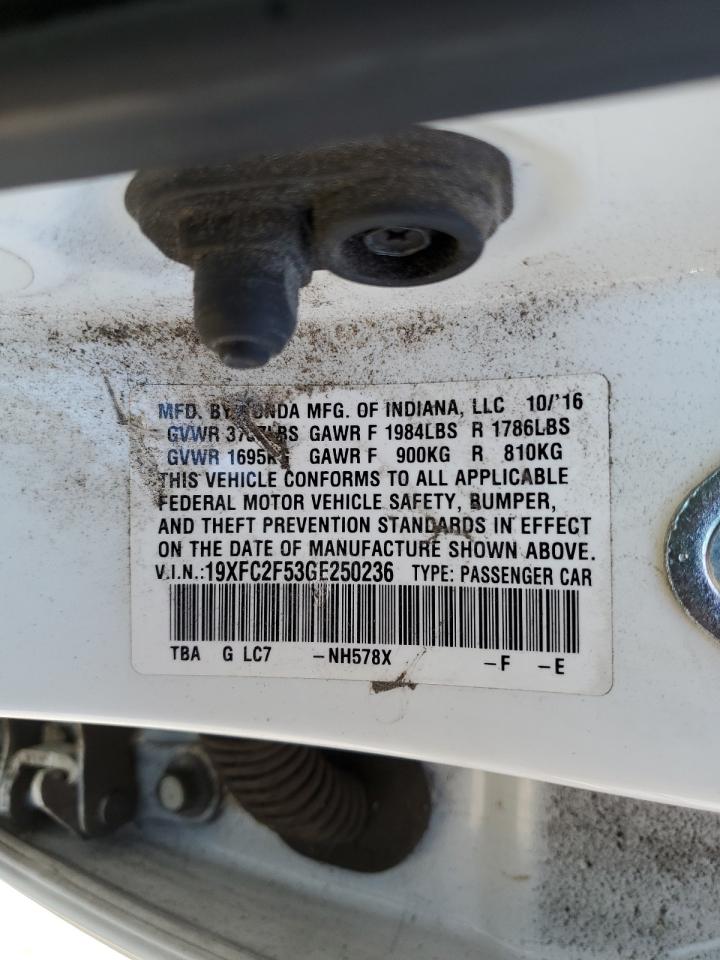 MFD. BY HONDA MFG. OF INDIANA, LLC 10/'16
GVWR LBS GAWR F 1984LBS R 1786LBS
GVWR 1695KG GAWR F 900KG R 810KG
THIS VEHICLE CONFORMS TO ALL APPLICABLE
FEDERAL MOTOR VEHICLE SAFETY, BUMPER,
AND THEFT PREVENTION STANDARDS IN EFFECT
ON THE DATE OF MANUFACTURE SHOWN ABOVE.
V.I.N.:19XFC2F53GE250236 TYPE: PASSENGER CAR
TBA G LC7 -NH578X -F -E